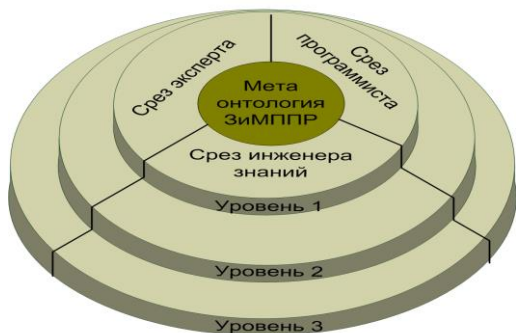 Срез эксперта
Срез
программиста
Мета
онтология
ЗиМППР
Срез инженера
знаний
Уровень 1
Уровень 2
Уровень 3